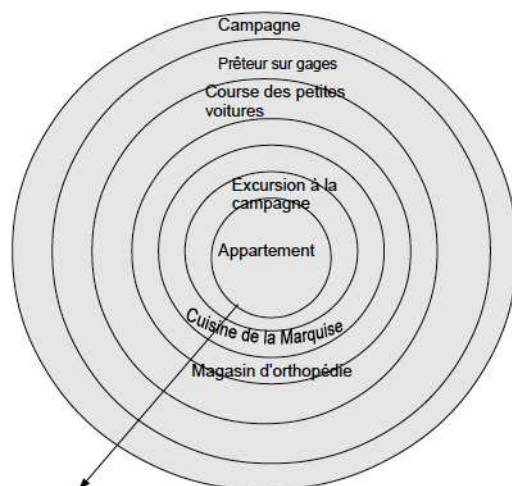 Campagne
Prêteur sur gages
Course des petites
voitures
Excursion à la
campagne
Appartement
Cuisine de la Marquise
Magasin d'orthopédie